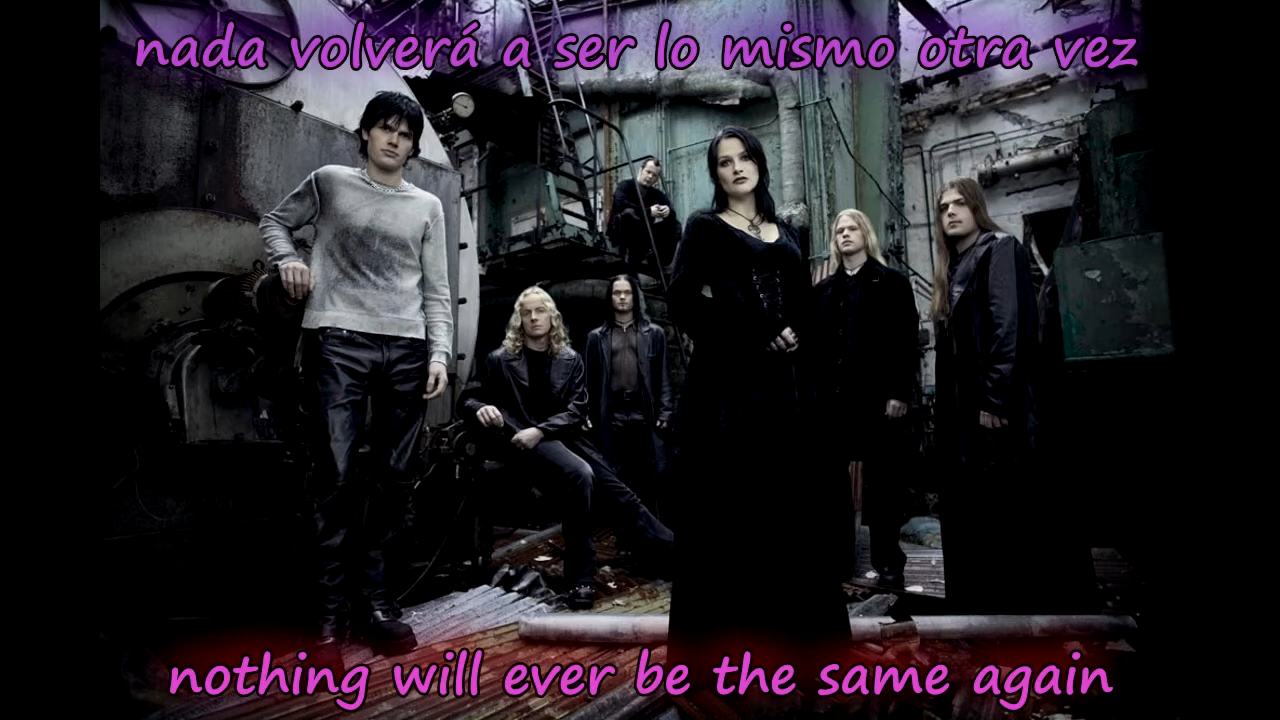 nada volverá a ser lo mismo otra vez
nothing will ever be the same again